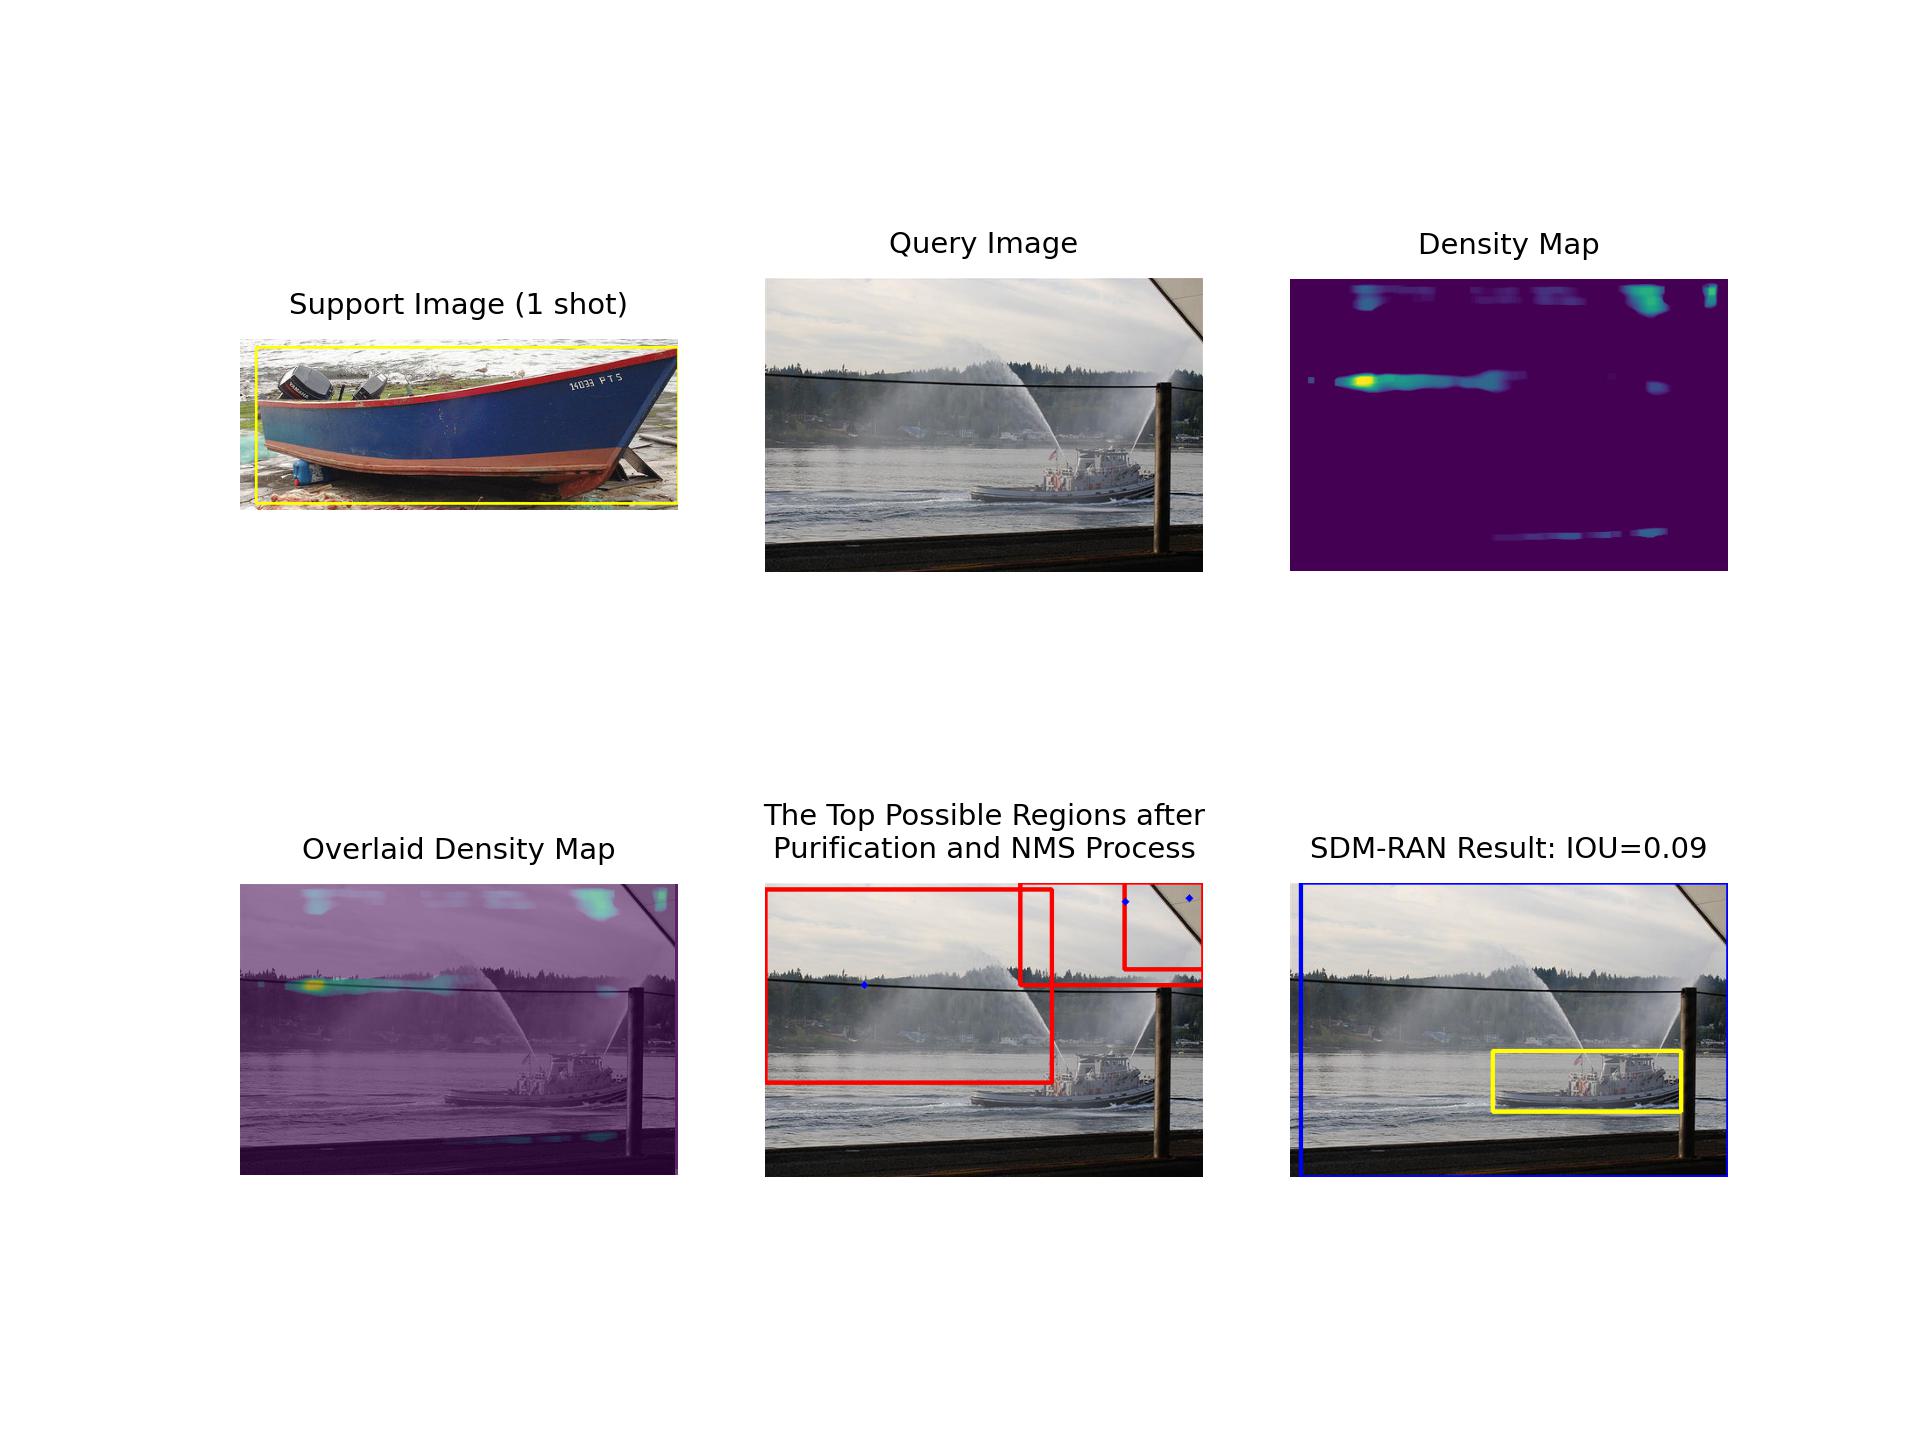 Query Image
Density Map
Support Image (1 shot)
14033 PTS
YAMAHA
Overlaid Density Map
The Top Possible Regions after
Purification and NMS Process
SDM-RAN Result: IOU=0.09